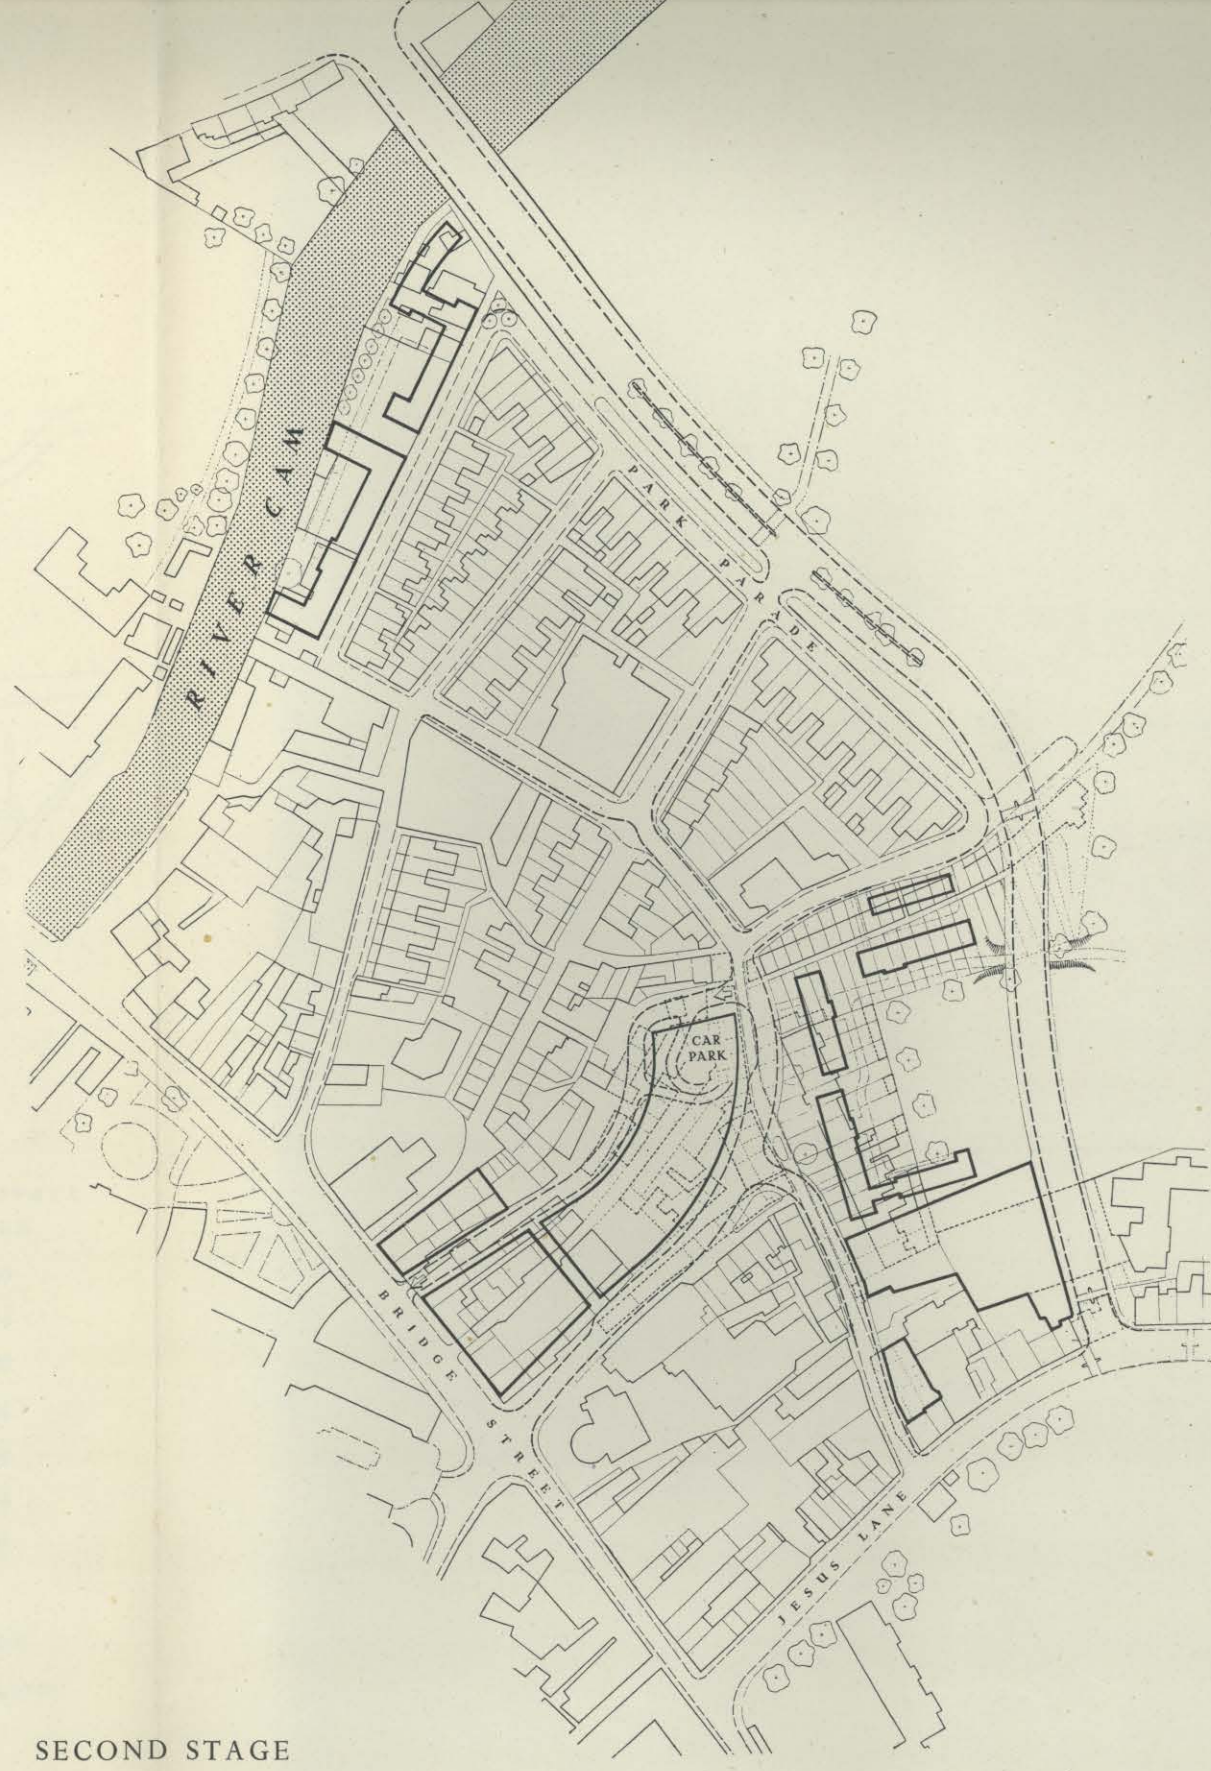 RIVER CAM
PARK PARADE
CAR
PARK
BRIDGE STREET
JESUS LANE
SECOND STAGE